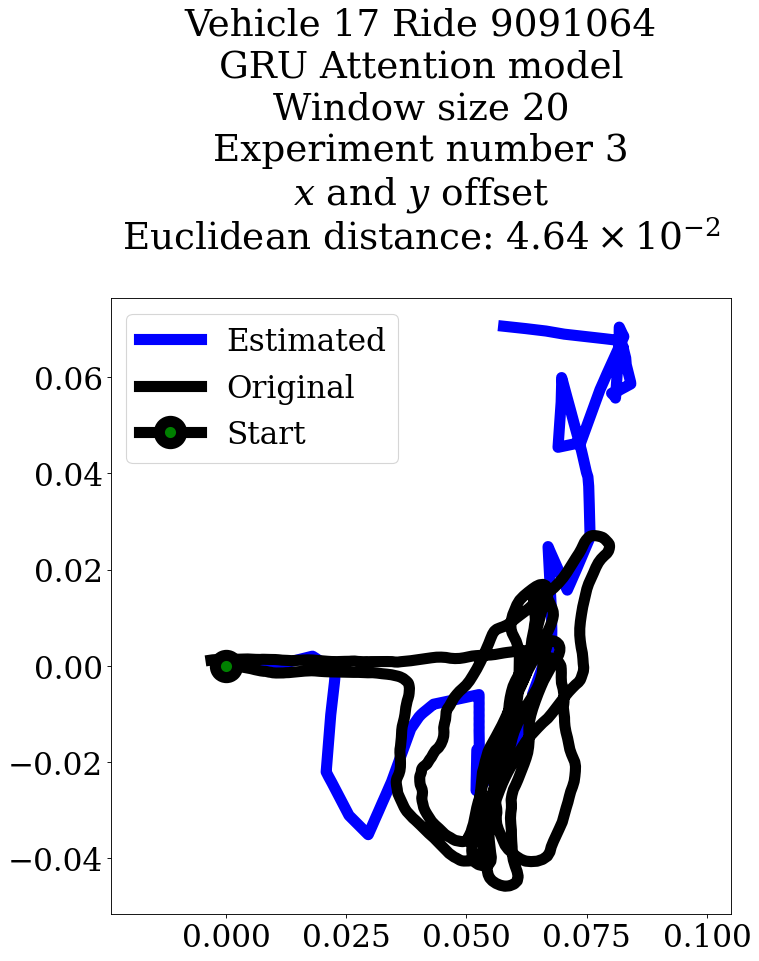 Vehicle 17 Ride 9091064
GRU Attention model
Window size 20
Experiment number 3
x and y offset
Euclidean distance: 4.64 × 10⁻²
Estimated
Original
Start
0.06
0.04
0.02
0.00
−0.02
−0.04
0.000 0.025 0.050 0.075 0.100